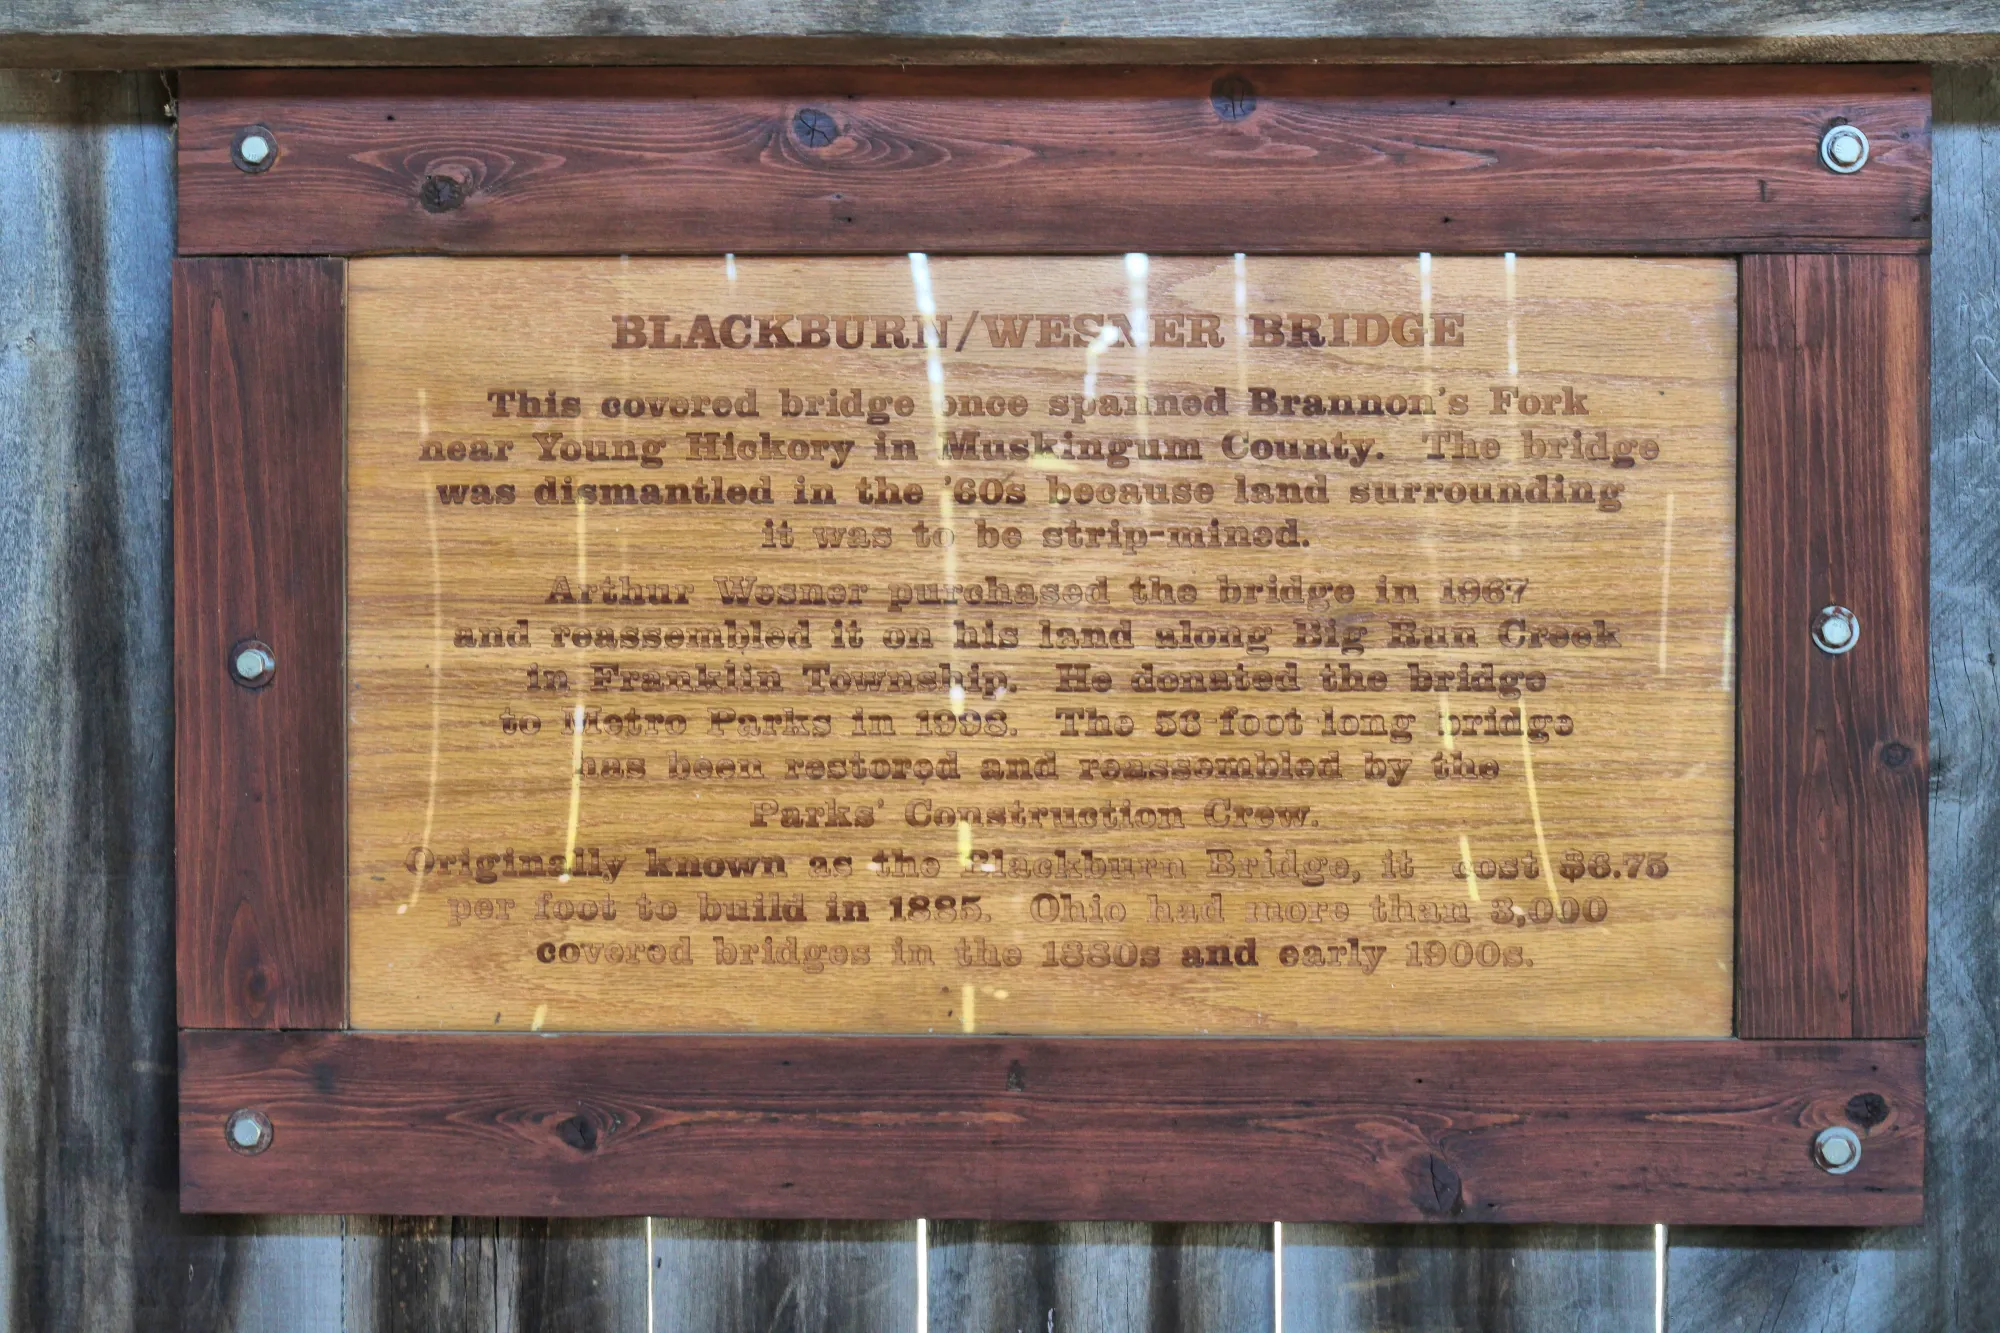 BLACKBURN/WESNER BRIDGE
This covered bridge once spanned Brannon's Fork
near Young Hickory in Muskingum County. The bridge
was dismantled in the '60s because land surrounding
it was to be strip-mined.
Arthur Wesner purchased the bridge in 1967
and reassembled it on his land along Big Run Creek
in Franklin Township. He donated the bridge
to Metro Parks in 1998. The 56-foot long bridge
has been restored and reassembled by the
Parks' Construction Crew.
Originally known as the Blackburn Bridge, it cost $6.75
per foot to build in 1885. Ohio had more than 3,000
covered bridges in the 1880s and early 1900s.